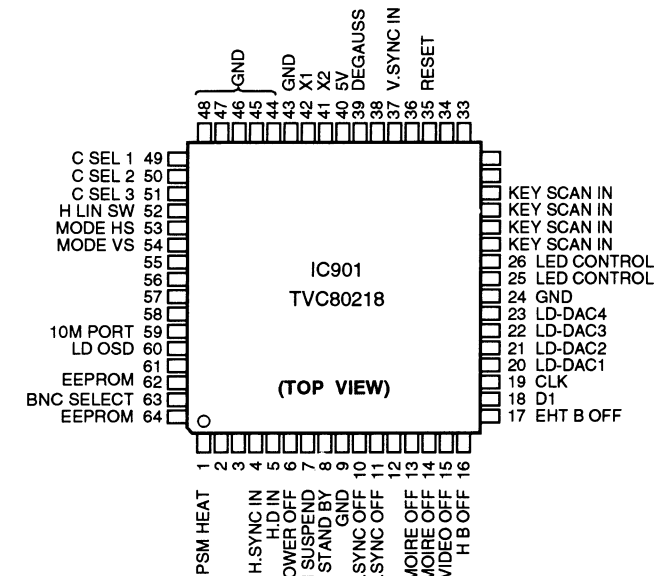 GND
GND
X1
X2
5V
DEGAUSS
V.SYNC IN
RESET
48 47 46 45 44 43 42 41 40 39 38 37 36 35 34 33
C SEL 1 49
C SEL 2 50
C SEL 3 51
H LIN SW 52
MODE HS 53
MODE VS 54
55
56
57
58
10M PORT 59
LD OSD 60
61
EEPROM 62
BNC SELECT 63
EEPROM 64
IC901
TVC80218
(TOP VIEW)
KEY SCAN IN
KEY SCAN IN
KEY SCAN IN
KEY SCAN IN
26 LED CONTROL
25 LED CONTROL
24 GND
23 LD-DAC4
22 LD-DAC3
21 LD-DAC2
20 LD-DAC1
19 CLK
18 D1
17 EHT B OFF
1 2 3 4 5 6 7 8 9 10 11 12 13 14 15 16
PSM HEAT
H.SYNC IN
H.D IN
OWER OFF
SUSPEND
STAND BY
GND
.SYNC OFF
.SYNC OFF
MOIRE OFF
MOIRE OFF
VIDEO OFF
H B OFF